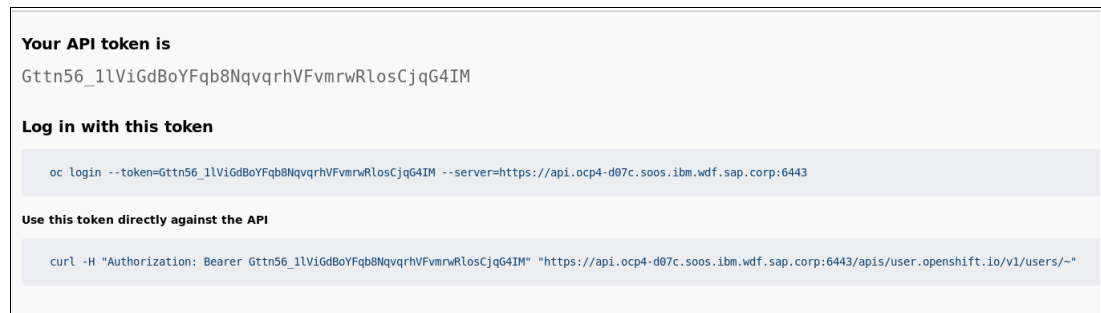 Your API token is
Gttn56_1lViGdBoYFqb8NqvqrhVFvmrwRlosCjqG4IM
Log in with this token
oc login --token=Gttn56_1lViGdBoYFqb8NqvqrhVFvmrwRlosCjqG4IM --server=https://api.ocp4-d07c.soos.ibm.wdf.sap.corp:6443
Use this token directly against the API
curl -H "Authorization: Bearer Gttn56_1lViGdBoYFqb8NqvqrhVFvmrwRlosCjqG4IM" "https://api.ocp4-d07c.soos.ibm.wdf.sap.corp:6443/apis/user.openshift.io/v1/users/~"